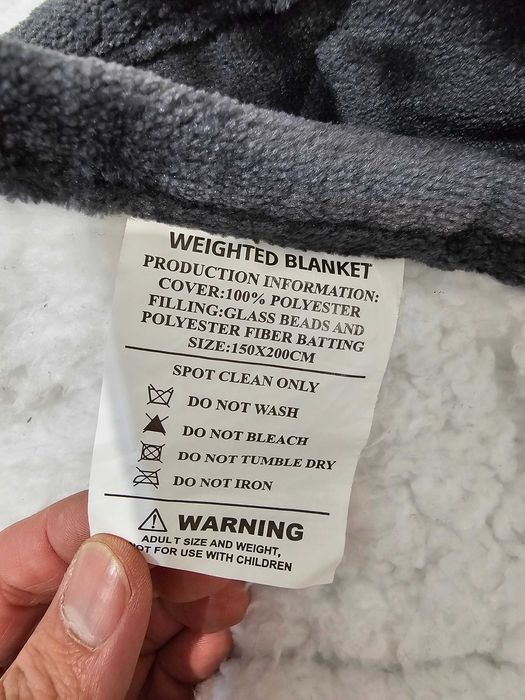 WEIGHTED BLANKET
PRODUCTION INFORMATION:
COVER:100% POLYESTER
FILLING:GLASS BEADS AND
POLYESTER FIBER BATTING
SIZE:150X200CM
SPOT CLEAN ONLY
DO NOT WASH
DO NOT BLEACH
DO NOT TUMBLE DRY
DO NOT IRON
WARNING
ADULT SIZE AND WEIGHT,
NOT FOR USE WITH CHILDREN